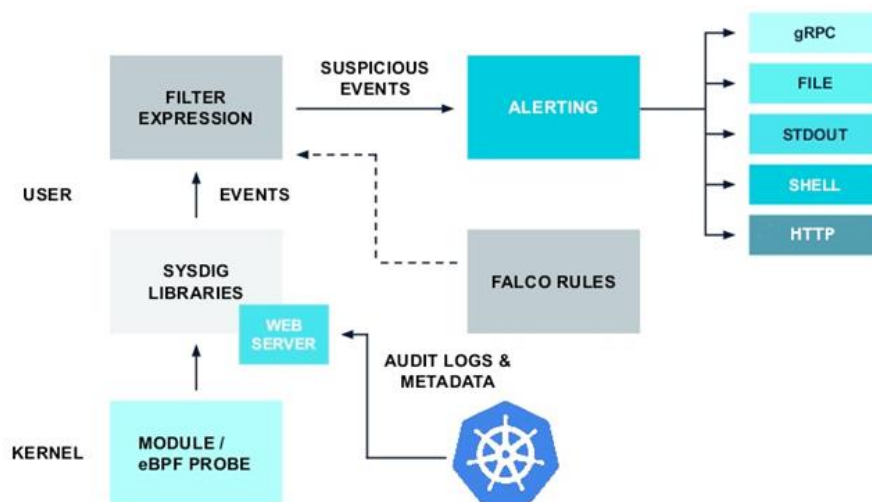 gRPC
FILTER
EXPRESSION
SUSPICIOUS
EVENTS
ALERTING
FILE
STDOUT
USER
EVENTS
SHELL
HTTP
SYSDIG
LIBRARIES
FALCO RULES
WEB
SERVER
AUDIT LOGS &
METADATA
KERNEL
MODULE /
eBPF PROBE